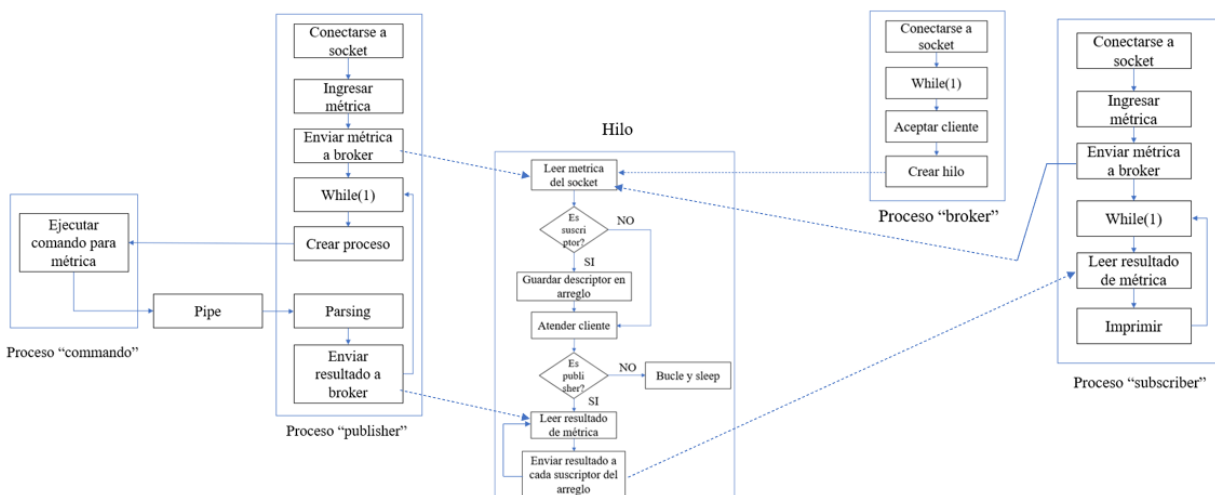 Ejecutar
comando para
métrica
Proceso “commando”
Pipe
Conectarse a
socket
Ingresar
métrica
Enviar métrica
a broker
While(1)
Crear proceso
Parsing
Enviar
resultado a
broker
Proceso “publisher”
Hilo
Leer metrica
del socket
Es
suscri
ptor?
NO
SI
Guardar descriptor en
arreglo
Atender cliente
Es
publi
sher?
NO
Bucle y sleep
SI
Leer resultado
de métrica
Enviar resultado a
cada suscriptor del
arreglo
Conectarse a
socket
While(1)
Aceptar cliente
Crear hilo
Proceso “broker”
Conectarse a
socket
Ingresar
métrica
Enviar métrica
a broker
While(1)
Leer resultado
de métrica
Imprimir
Proceso “subscriber”